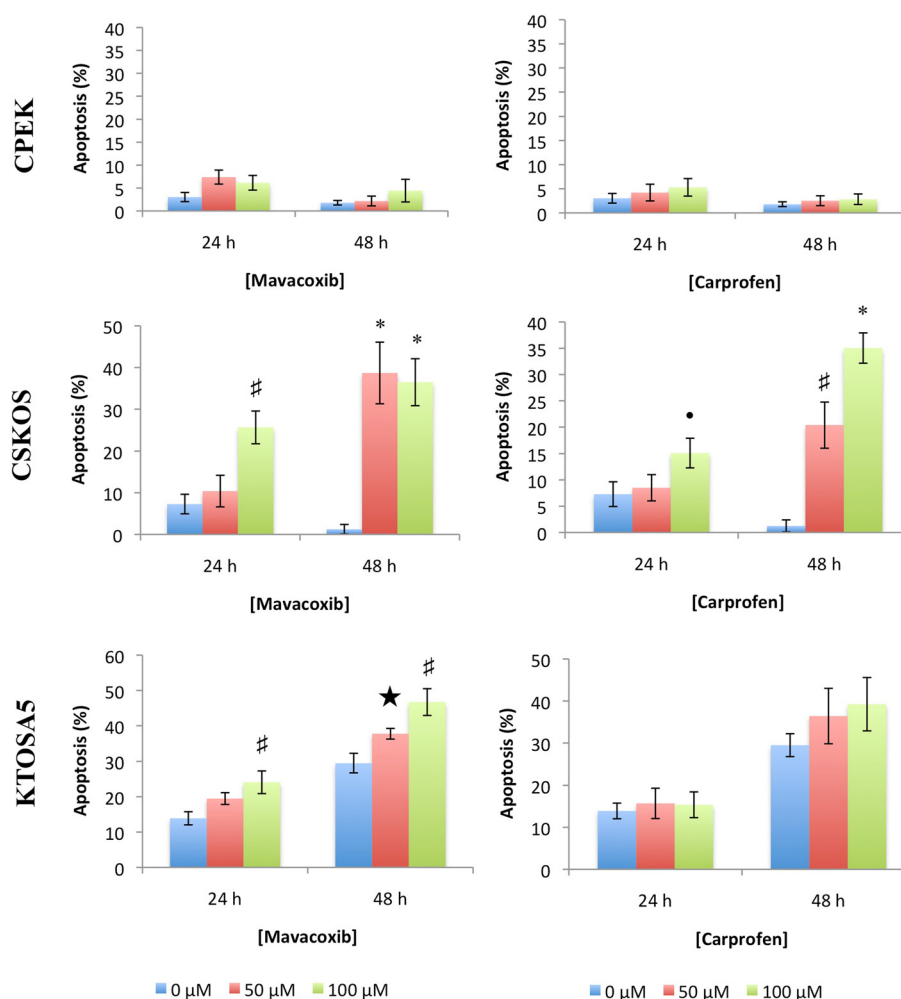 CPEK
Apoptosis (%)
40
35
30
25
20
15
10
5
0
24 h 48 h
[Mavacoxib]
Apoptosis (%)
40
35
30
25
20
15
10
5
0
24 h 48 h
[Carprofen]
CSKOS
Apoptosis (%)
50
40
30
20
10
0
♯ * *
24 h 48 h
[Mavacoxib]
Apoptosis (%)
40
35
30
25
20
15
10
5
0
• ♯ *
24 h 48 h
[Carprofen]
KTOSA5
Apoptosis (%)
60
50
40
30
20
10
0
♯ ★ ♯
24 h 48 h
[Mavacoxib]
Apoptosis (%)
50
40
30
20
10
0
24 h 48 h
[Carprofen]
0 µM 50 µM 100 µM
0 µM 50 µM 100 µM